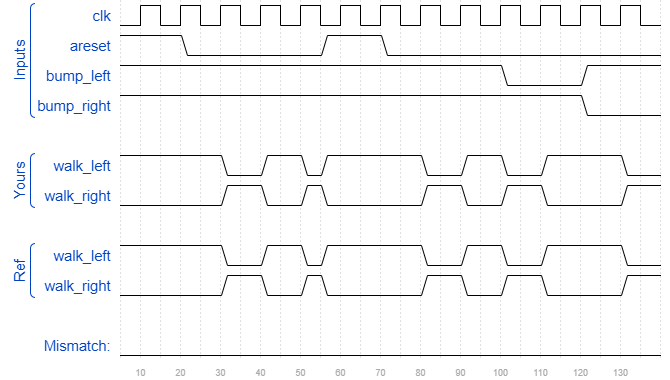 Inputs
clk
areset
bump_left
bump_right
Yours
walk_left
walk_right
Ref
walk_left
walk_right
Mismatch:
10 20 30 40 50 60 70 80 90 100 110 120 130